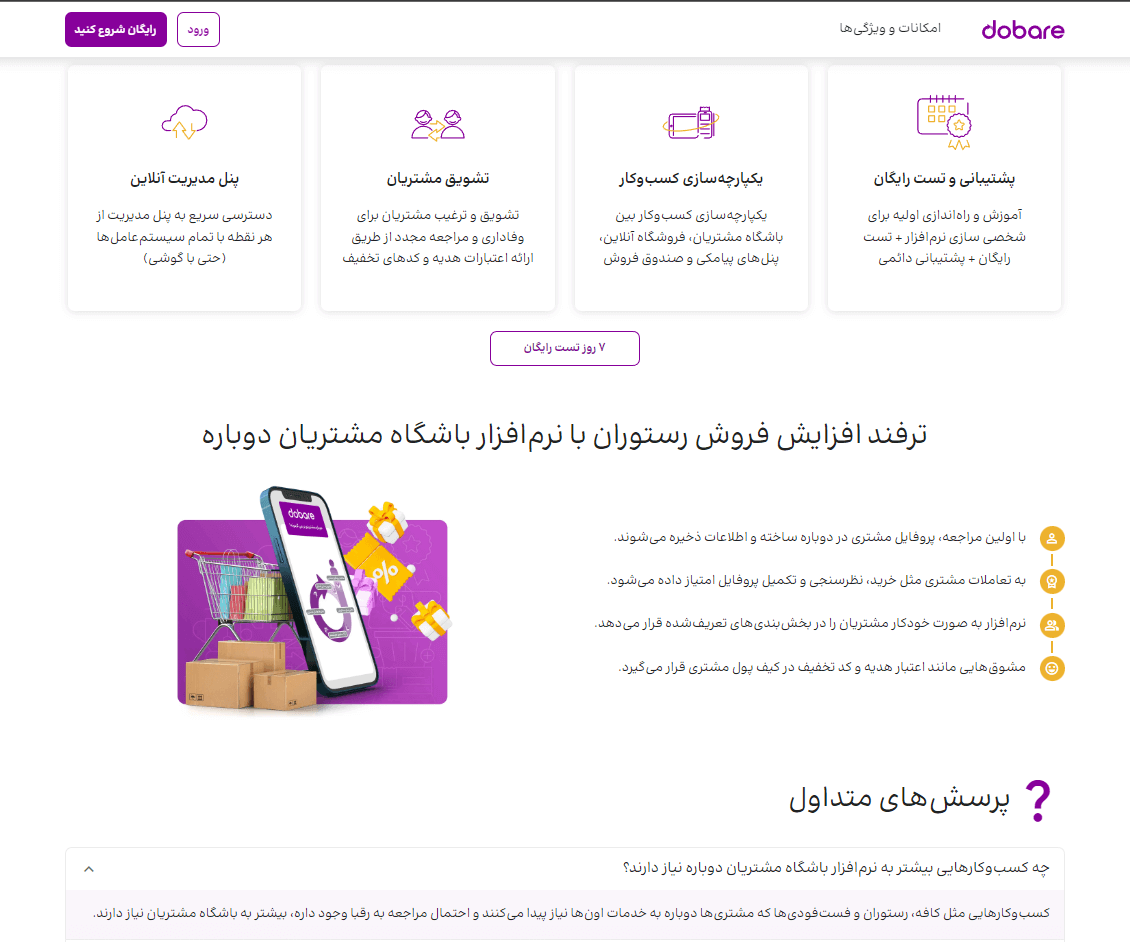 dobare
امکانات و ویژگی‌ها
ورود
رایگان شروع کنید
پشتیبانی و تست رایگان
آموزش و راه‌اندازی اولیه برای
شخصی سازی نرم‌افزار + تست
رایگان + پشتیبانی دائمی
یکپارچه‌سازی کسب‌وکار
یکپارچه‌سازی کسب‌وکار بین
باشگاه مشتریان، فروشگاه آنلاین،
پنل‌های پیامکی و صندوق فروش
تشویق مشتریان
تشویق و ترغیب مشتریان برای
وفاداری و مراجعه مجدد از طریق
ارائه اعتبارات هدیه و کدهای تخفیف
پنل مدیریت آنلاین
دسترسی سریع به پنل مدیریت از
هر نقطه با تمام سیستم‌عامل‌ها
(حتی با گوشی)
۷ روز تست رایگان
ترفند افزایش فروش رستوران با نرم‌افزار باشگاه مشتریان دوباره
با اولین مراجعه، پروفایل مشتری در دوباره ساخته و اطلاعات ذخیره می‌شوند.
به تعاملات مشتری مثل خرید، نظرسنجی و تکمیل پروفایل امتیاز داده می‌شود.
نرم‌افزار به صورت خودکار مشتریان را در بخش‌بندی‌های تعریف‌شده قرار می‌دهد.
مشوق‌هایی مانند اعتبار هدیه و کد تخفیف در کیف پول مشتری قرار می‌گیرد.
dobare
%
? پرسش‌های متداول
چه کسب‌وکارهایی بیشتر به نرم‌افزار باشگاه مشتریان دوباره نیاز دارند؟
کسب‌وکارهایی مثل کافه، رستوران و فست‌فودی‌ها که مشتری‌ها دوباره به خدمات اون‌ها نیاز پیدا می‌کنند و احتمال مراجعه به رقبا وجود داره، بیشتر به باشگاه مشتریان نیاز دارند.